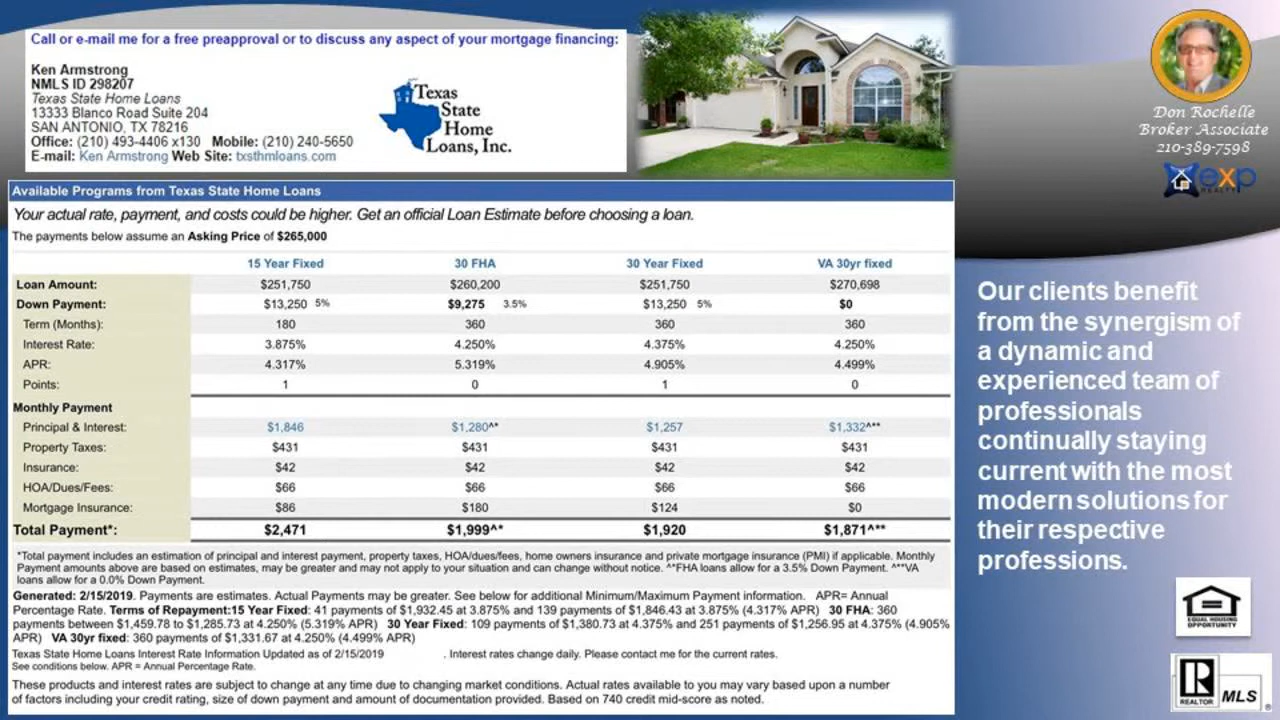 Call or e-mail me for a free preapproval or to discuss any aspect of your mortgage financing:
Ken Armstrong
NMLS ID 298207
Texas State Home Loans
13333 Blanco Road Suite 204
SAN ANTONIO, TX 78216
Office: (210) 493-4406 x130 Mobile: (210) 240-5650
E-mail: Ken Armstrong Web Site: txsthmloans.com
Texas
State
Home
Loans, Inc.
Don Rochelle
Broker Associate
210-389-7598
exp
REALTY
Available Programs from Texas State Home Loans
Your actual rate, payment, and costs could be higher. Get an official Loan Estimate before choosing a loan.
The payments below assume an Asking Price of $265,000
15 Year Fixed 30 FHA 30 Year Fixed VA 30yr fixed
Loan Amount: $251,750 $260,200 $251,750 $270,698
Down Payment: $13,250 5% $9,275 3.5% $13,250 5% $0
Term (Months): 180 360 360 360
Interest Rate: 3.875% 4.250% 4.375% 4.250%
APR: 4.317% 5.319% 4.905% 4.499%
Points: 1 0 1 0
Monthly Payment
Principal & Interest: $1,846 $1,280^* $1,257 $1,332^**
Property Taxes: $431 $431 $431 $431
Insurance: $42 $42 $42 $42
HOA/Dues/Fees: $66 $66 $66 $66
Mortgage Insurance: $86 $180 $124 $0
Total Payment*: $2,471 $1,999^* $1,920 $1,871^**
*Total payment includes an estimation of principal and interest payment, property taxes, HOA/dues/fees, home owners insurance and private mortgage insurance (PMI) if applicable. Monthly
Payment amounts above are based on estimates, may be greater and may not apply to your situation and can change without notice. ^*FHA loans allow for a 3.5% Down Payment. ^**VA
loans allow for a 0.0% Down Payment.
Generated: 2/15/2019. Payments are estimates. Actual Payments may be greater. See below for additional Minimum/Maximum Payment information. APR= Annual
Percentage Rate. Terms of Repayment:15 Year Fixed: 41 payments of $1,932.45 at 3.875% and 139 payments of $1,846.43 at 3.875% (4.317% APR) 30 FHA: 360
payments between $1,459.78 to $1,285.73 at 4.250% (5.319% APR) 30 Year Fixed: 109 payments of $1,380.73 at 4.375% and 251 payments of $1,256.95 at 4.375% (4.905%
APR) VA 30yr fixed: 360 payments of $1,331.67 at 4.250% (4.499% APR)
Texas State Home Loans Interest Rate Information Updated as of 2/15/2019 . Interest rates change daily. Please contact me for the current rates.
See conditions below. APR = Annual Percentage Rate.
These products and interest rates are subject to change at any time due to changing market conditions. Actual rates available to you may vary based upon a number
of factors including your credit rating, size of down payment and amount of documentation provided. Based on 740 credit mid-score as noted.
Our clients benefit
from the synergism of
a dynamic and
experienced team of
professionals
continually staying
current with the most
modern solutions for
their respective
professions.
EQUAL HOUSING
OPPORTUNITY
R
REALTOR
MLS
®